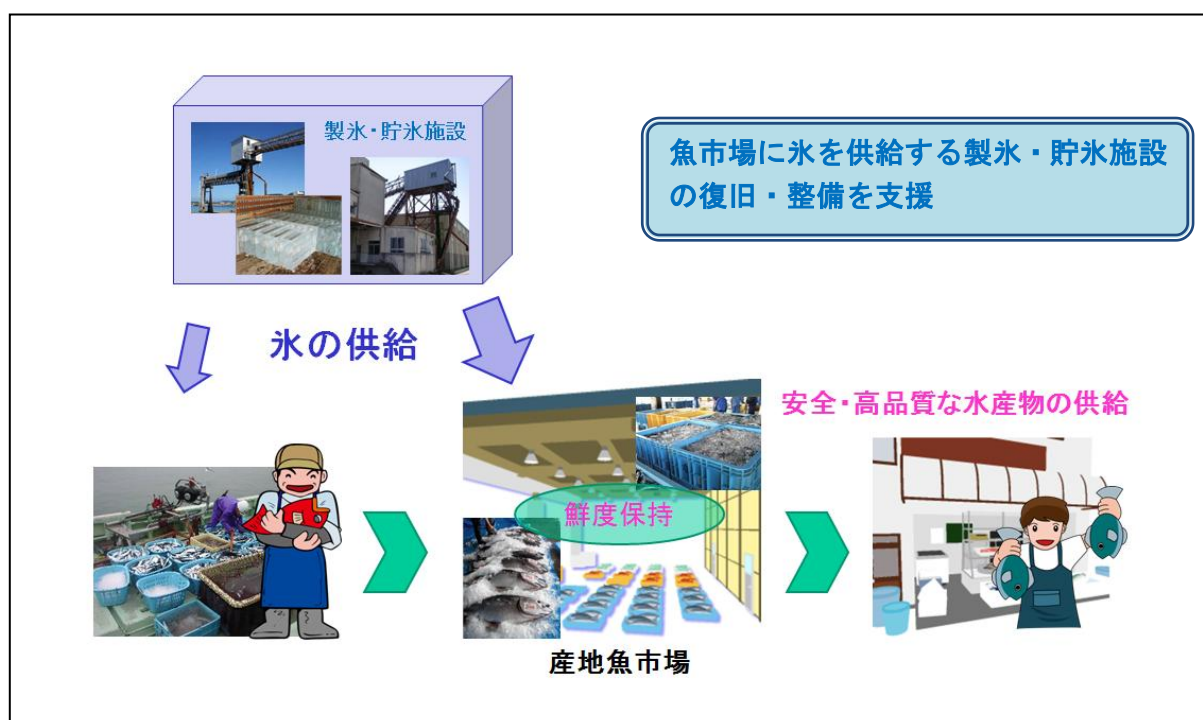 製氷・貯氷施設
魚市場に氷を供給する製氷・貯氷施設
の復旧・整備を支援
氷の供給
安全・高品質な水産物の供給
鮮度保持
産地魚市場